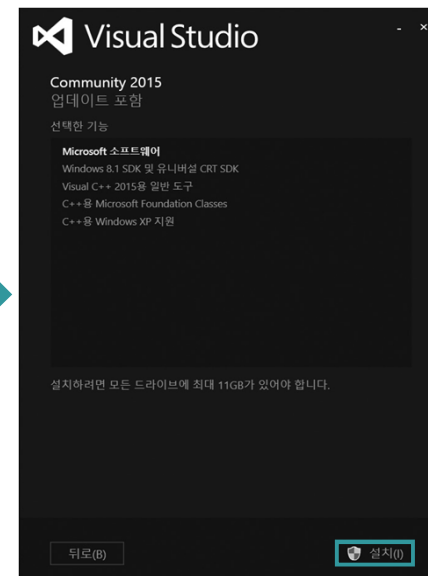 Visual Studio
Community 2015
업데이트 포함
선택한 기능
Microsoft 소프트웨어
Windows 8.1 SDK 및 유니버설 CRT SDK
Visual C++ 2015용 일반 도구
C++용 Microsoft Foundation Classes
C++용 Windows XP 지원
설치하려면 모든 드라이브에 최대 11GB가 있어야 합니다.
뒤로(B) 설치(I)